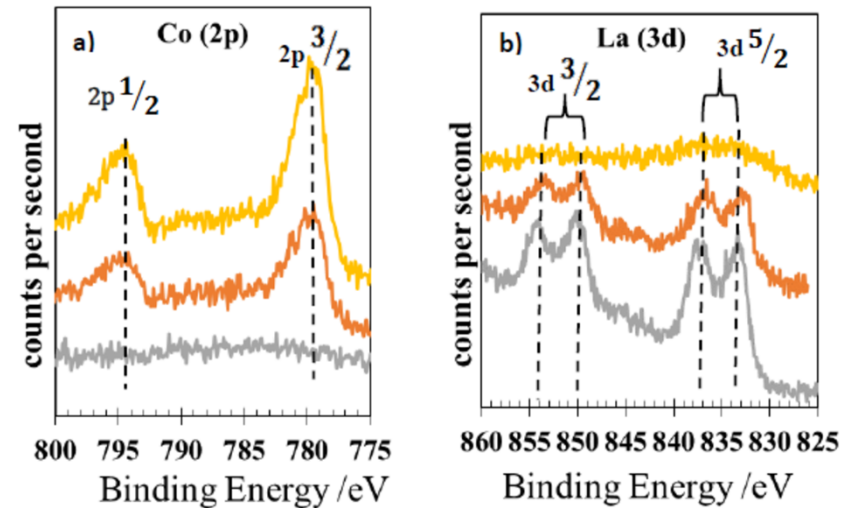 a)
Co (2p)
2p 3/2
2p 1/2
counts per second
800 795 790 785 780 775
Binding Energy /eV
b)
La (3d)
3d 5/2
3d 3/2
counts per second
860 855 850 845 840 835 830 825
Binding Energy /eV